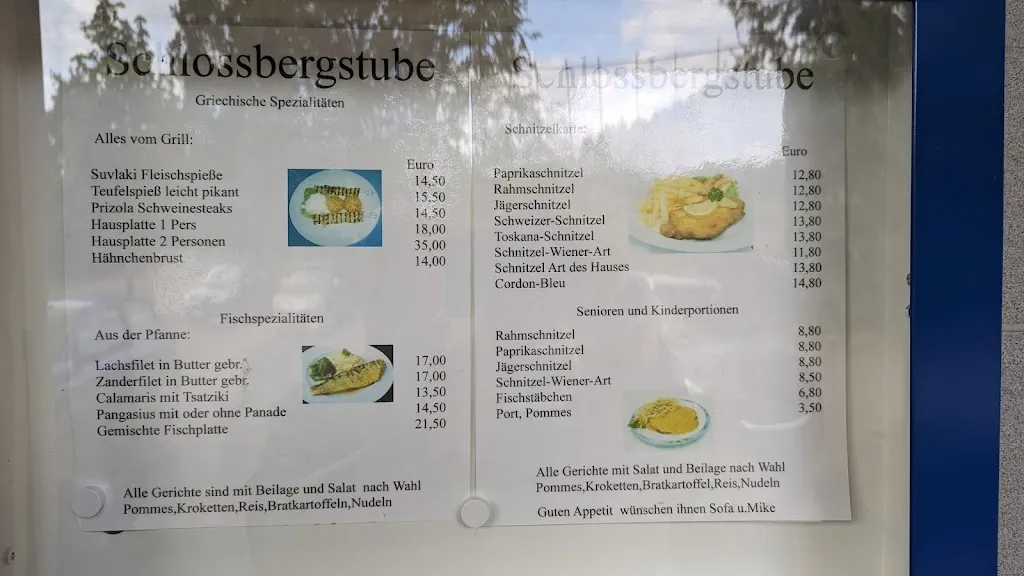 Schlossbergstube
Griechische Spezialitäten
Alles vom Grill:
Euro
Suvlaki Fleischspieße 14,50
Teufelspieß leicht pikant 15,50
Prizola Schweinesteaks 14,50
Hausplatte 1 Pers 18,00
Hausplatte 2 Personen 35,00
Hähnchenbrust 14,00
Fischspezialitäten
Aus der Pfanne:
Lachsfilet in Butter gebr. 17,00
Zanderfilet in Butter gebr. 17,00
Calamaris mit Tsatziki 13,50
Pangasius mit oder ohne Panade 14,50
Gemischte Fischplatte 21,50
Alle Gerichte sind mit Beilage und Salat nach Wahl
Pommes,Kroketten,Reis,Bratkartoffeln,Nudeln
Schlossbergstube
Schnitzelkarte:
Euro
Paprikaschnitzel 12,80
Rahmschnitzel 12,80
Jägerschnitzel 12,80
Schweizer-Schnitzel 13,80
Toskana-Schnitzel 13,80
Schnitzel-Wiener-Art 11,80
Schnitzel Art des Hauses 13,80
Cordon-Bleu 14,80
Senioren und Kinderportionen
Rahmschnitzel 8,80
Paprikaschnitzel 8,80
Jägerschnitzel 8,80
Schnitzel-Wiener-Art 8,50
Fischstäbchen 6,80
Port, Pommes 3,50
Alle Gerichte mit Salat und Beilage nach Wahl
Pommes,Kroketten,Bratkartoffel,Reis,Nudeln
Guten Appetit wünschen ihnen Sofa u.Mike